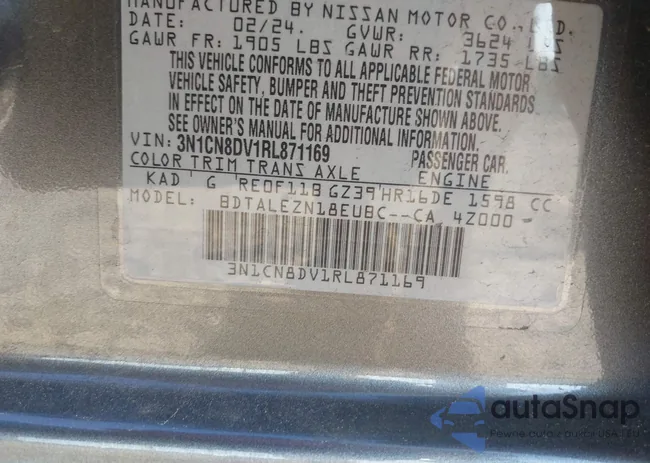 MANUFACTURED BY NISSAN MOTOR CO., LTD.
DATE: 02/24. GVWR: 3624 LBS
GAWR FR: 1905 LBS GAWR RR: 1735 LBS
THIS VEHICLE CONFORMS TO ALL APPLICABLE FEDERAL MOTOR
VEHICLE SAFETY, BUMPER AND THEFT PREVENTION STANDARDS
IN EFFECT ON THE DATE OF MANUFACTURE SHOWN ABOVE.
SEE OWNER'S MANUAL FOR ADDITIONAL INFORMATION.
VIN: 3N1CN8DV1RL871169 PASSENGER CAR.
COLOR TRIM TRANS AXLE ENGINE
KAD G RE0F11B GZ39 HR16DE 1598 CC
MODEL: BDTALEZN18EUBC--CA 4Z000
3N1CN8DV1RL871169
autoSnap